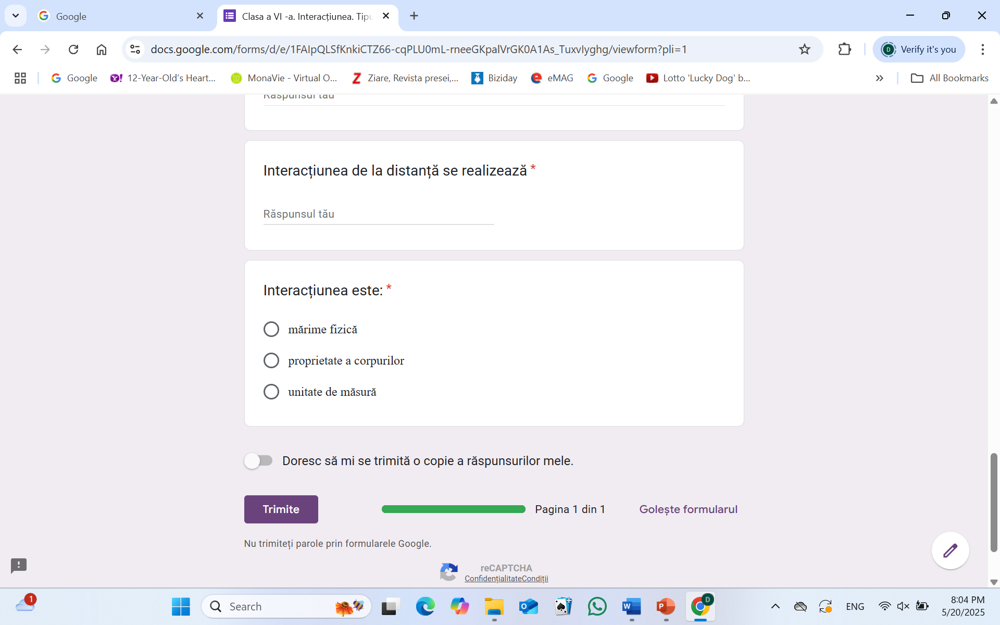 Google
Clasa a VI -a. Interacțiunea. Tipu
docs.google.com/forms/d/e/1FAIpQLSfKnkiCTZ66-cqPLU0mL-rneeGKpalVrGK0A1As_TuxvIyghg/viewform?pli=1
D
Verify it's you
Google
12-Year-Old's Heart...
MonaVie - Virtual O...
Ziare, Revista presei,...
Biziday
eMAG
Google
Lotto 'Lucky Dog' b...
All Bookmarks
Răspunsul tău
Interacțiunea de la distanță se realizează *
Răspunsul tău
Interacțiunea este: *
mărime fizică
proprietate a corpurilor
unitate de măsură
Doresc să mi se trimită o copie a răspunsurilor mele.
Trimite
Pagina 1 din 1
Golește formularul
Nu trimiteți parole prin formularele Google.
reCAPTCHA
ConfidențialitateCondiții
1
Search
D
ENG
8:04 PM
5/20/2025